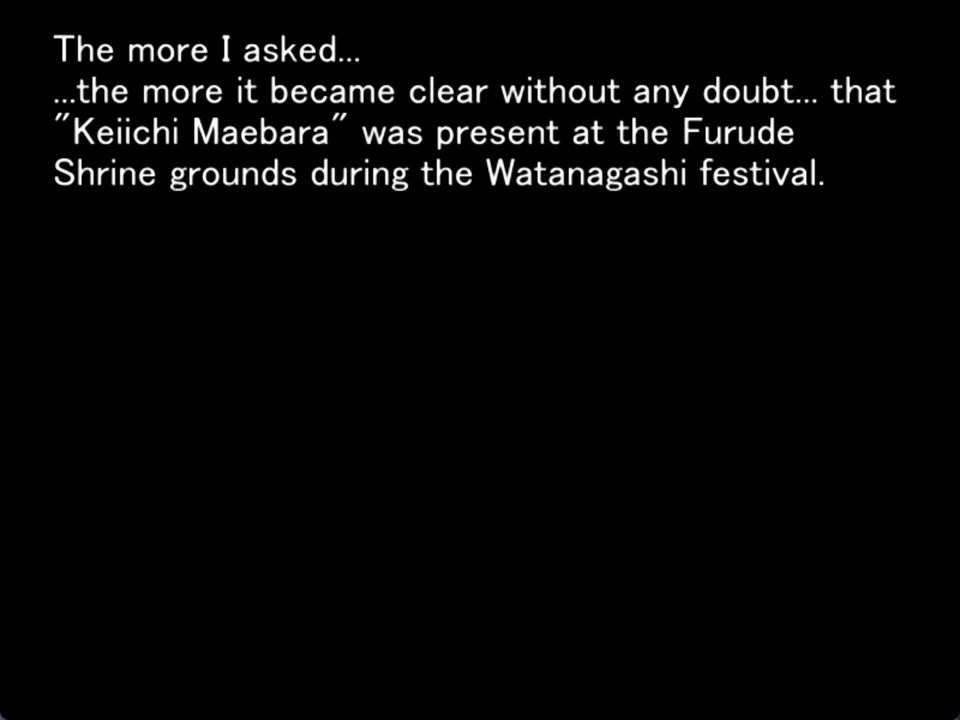 The more I asked...
...the more it became clear without any doubt... that
"Keiichi Maebara" was present at the Furude
Shrine grounds during the Watanagashi festival.